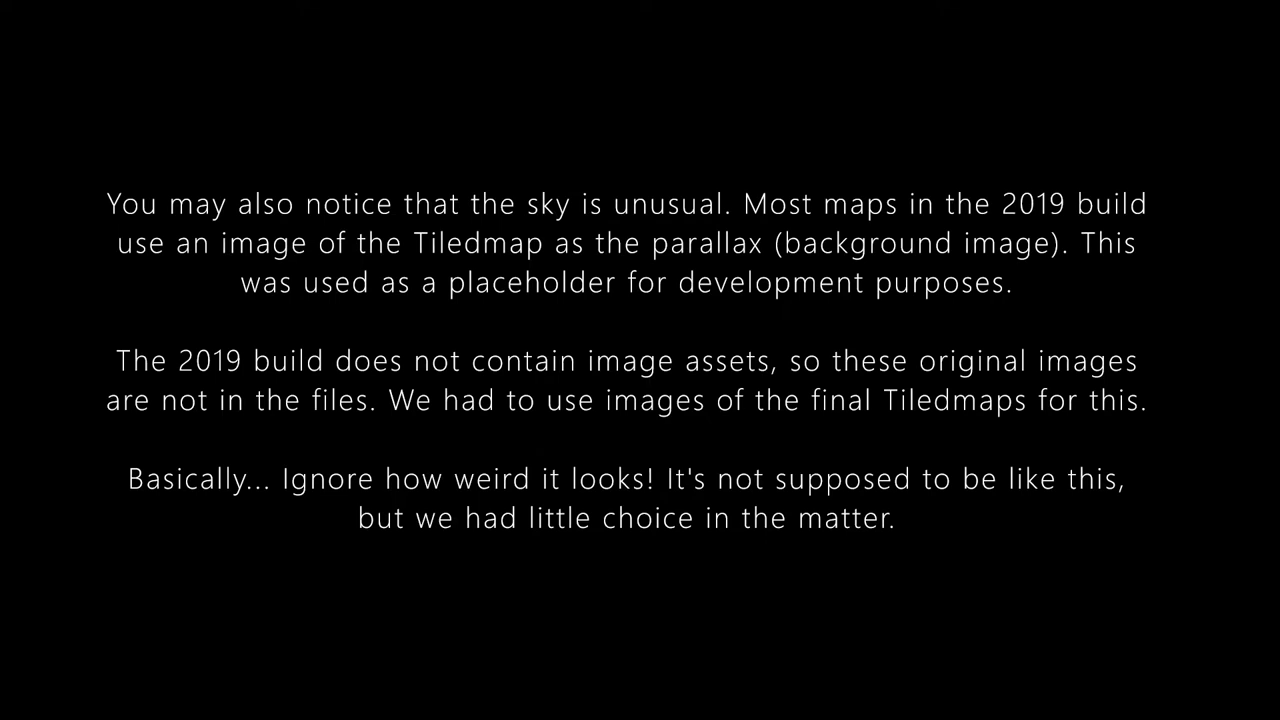 You may also notice that the sky is unusual. Most maps in the 2019 build
use an image of the Tiledmap as the parallax (background image). This
was used as a placeholder for development purposes.
The 2019 build does not contain image assets, so these original images
are not in the files. We had to use images of the final Tiledmaps for this.
Basically... Ignore how weird it looks! It's not supposed to be like this,
but we had little choice in the matter.